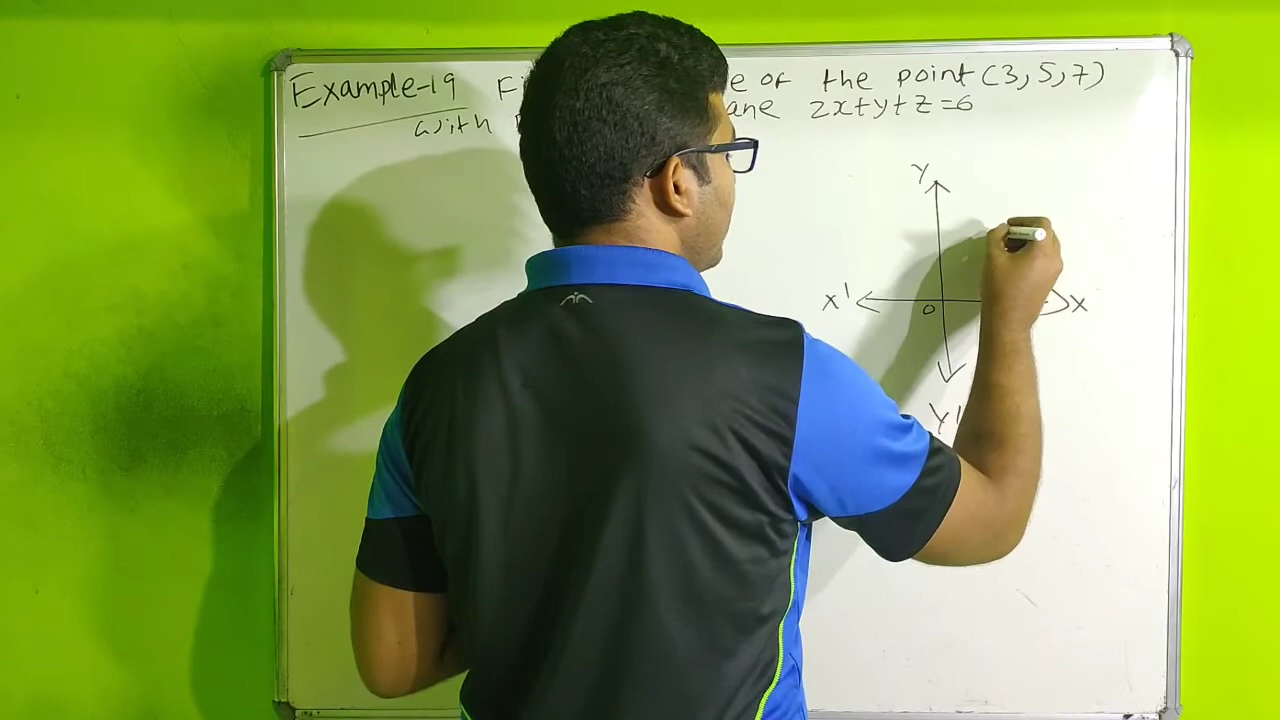 Example-19 Fi e of the point (3,5,7)
with ane 2x+y+z=6
Y
X' O X
Y'